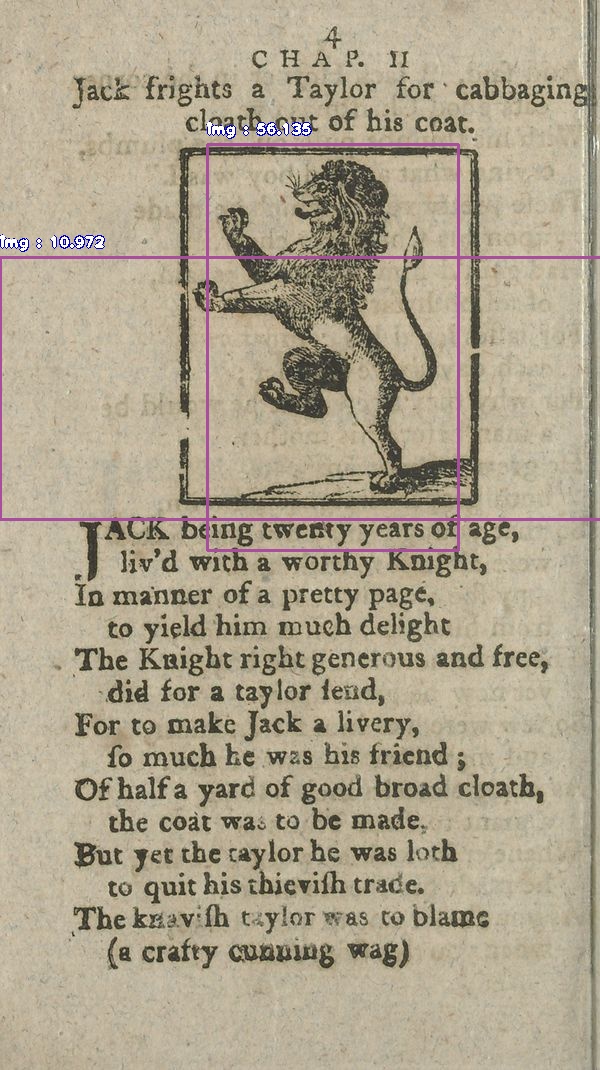 4
CHAP. II
Jack frights a Taylor for cabbaging
cloath out of his coat.
img : 56.135
img : 10.972
JACK being twenty years of age,
liv'd with a worthy Knight,
In manner of a pretty page,
to yield him much delight
The Knight right generous and free,
did for a taylor ſend,
For to make Jack a livery,
ſo much he was his friend ;
Of half a yard of good broad cloath,
the coat was to be made.
But yet the taylor he was loth
to quit his thieviſh trade.
The knaviſh taylor was to blame
(a crafty cunning wag)